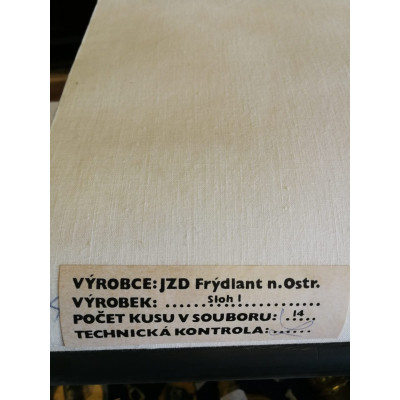 VÝROBCE: JZD Frýdlant n. Ostr.
VÝROBEK: ......Sloh I..............
POČET KUSU V SOUBORU: .14....
TECHNICKÁ KONTROLA: ......